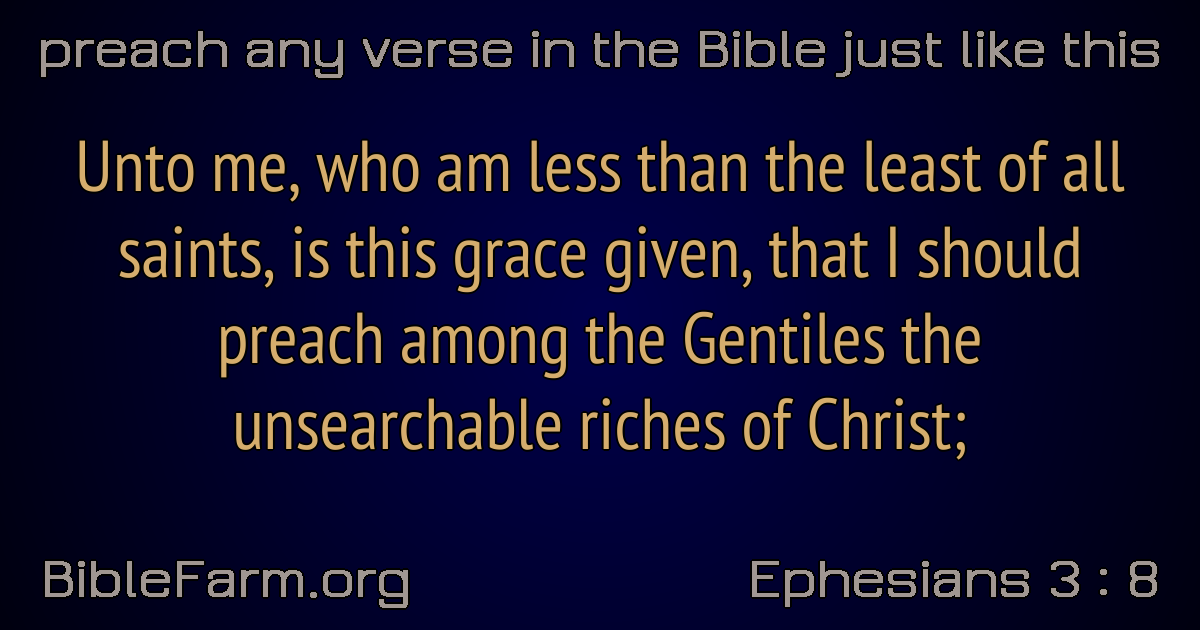 preach any verse in the Bible just like this
Unto me, who am less than the least of all
saints, is this grace given, that I should
preach among the Gentiles the
unsearchable riches of Christ;
BibleFarm.org
Ephesians 3 : 8